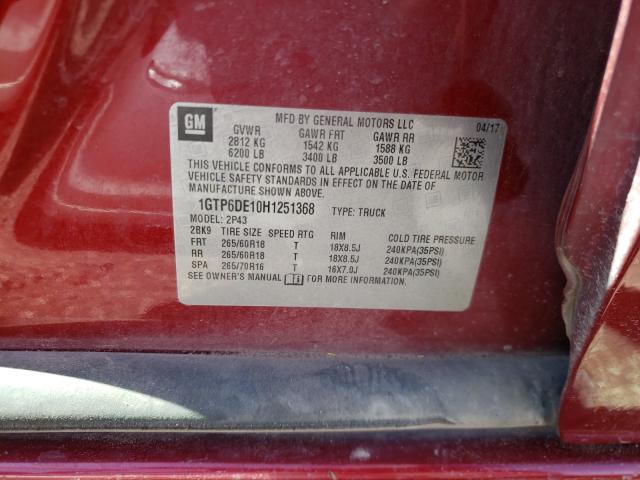 GM
MFD BY GENERAL MOTORS LLC 04/17
GVWR GAWR FRT GAWR RR
2812 KG 1542 KG 1588 KG
6200 LB 3400 LB 3500 LB
THIS VEHICLE CONFORMS TO ALL APPLICABLE U.S. FEDERAL MOTOR
VEHICLE SAFETY STANDARDS IN EFFECT ON THE DATE OF
MANUFACTURE SHOWN ABOVE.
1GTP6DE10H1251368 TYPE: TRUCK
MODEL: 2P43
2BK9 TIRE SIZE SPEED RTG RIM COLD TIRE PRESSURE
FRT 265/60R18 T 18X8.5J 240KPA(35PSI)
RR 265/60R18 T 18X8.5J 240KPA(35PSI)
SPA 265/70R16 T 16X7.0J 240KPA(35PSI)
SEE OWNER'S MANUAL FOR MORE INFORMATION.